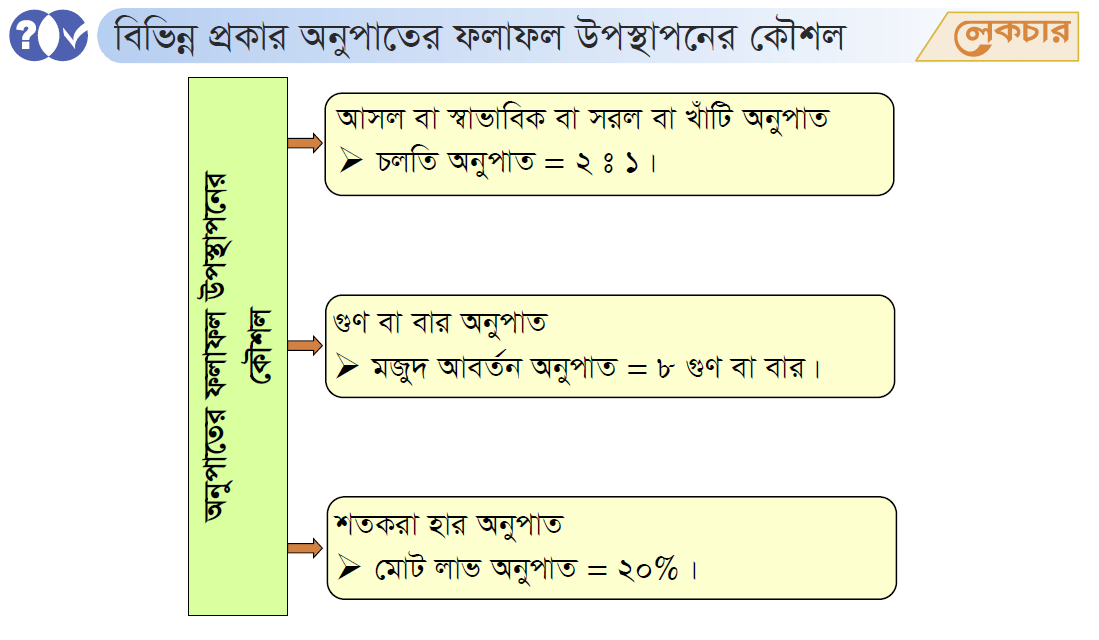 ?
বিভিন্ন প্রকার অনুপাতের ফলাফল উপস্থাপনের কৌশল
লেকচার
অনুপাতের ফলাফল উপস্থাপনের
কৌশল
আসল বা স্বাভাবিক বা সরল বা খাঁটি অনুপাত
➢ চলতি অনুপাত = ২ ঃ ১।
গুণ বা বার অনুপাত
➢ মজুদ আবর্তন অনুপাত = ৮ গুণ বা বার।
শতকরা হার অনুপাত
➢ মোট লাভ অনুপাত = ২০%।